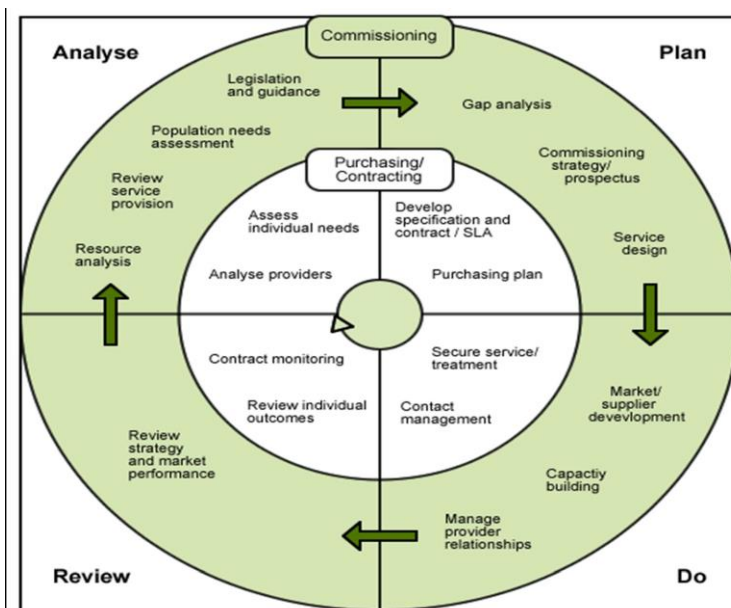 Analyse
Commissioning
Plan
Legislation
and guidance
Population needs
assessment
Review
service
provision
Resource
analysis
Gap analysis
Commissioning
strategy/
prospectus
Service
design
Purchasing/
Contracting
Assess
individual needs
Analyse providers
Develop
specification and
contract / SLA
Purchasing plan
Contract monitoring
Review individual
outcomes
Secure service/
treatment
Contact
management
Market/
supplier
devevlopment
Capactiy
building
Manage
provider
relationships
Review
strategy
and market
performance
Review
Do